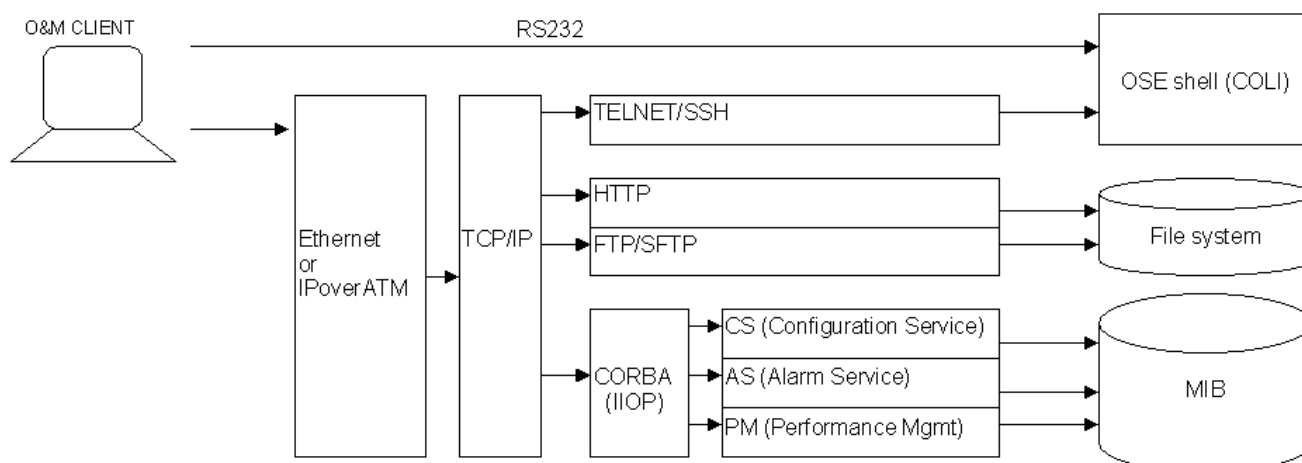 O&M CLIENT
RS232
OSE shell (COLI)
TELNET/SSH
HTTP
FTP/SFTP
File system
Ethernet
or
IPoverATM
TCP/IP
CORBA
(IIOP)
CS (Configuration Service)
AS (Alarm Service)
PM (Performance Mgmt)
MIB